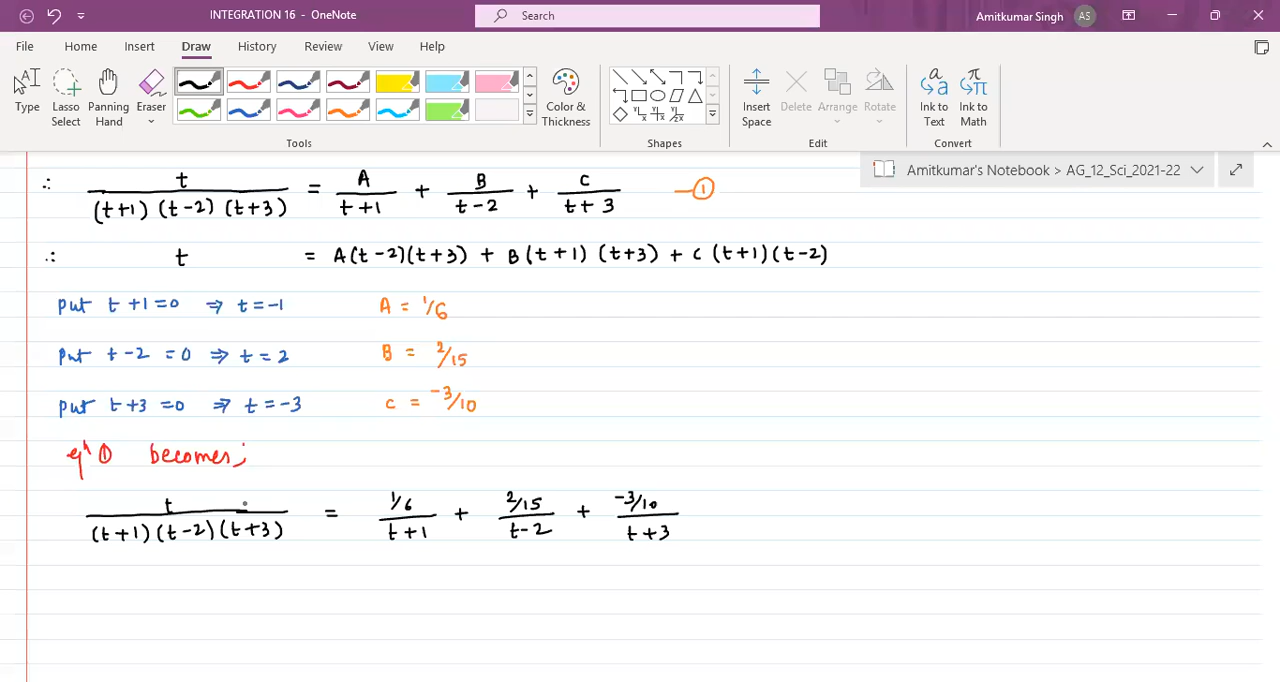 INTEGRATION 16 - OneNote
Search
Amitkumar Singh AS
File Home Insert Draw View History Review View Help
Type Lasso Select Panning Hand Eraser Color & Thickness Insert Space Delete Arrange Rotate Ink to Text Ink to Math
Tools Shapes Edit Convert
Amitkumar's Notebook > AG_12_Sci_2021-22
∴ t/((t+1)(t-2)(t+3)) = A/(t+1) + B/(t-2) + C/(t+3) —①
∴ t = A(t-2)(t+3) + B(t+1)(t+3) + C(t+1)(t-2)
put t+1=0 ⇒ t=-1 A = 1/6
put t-2=0 ⇒ t=2 B = 2/15
put t+3=0 ⇒ t=-3 C = -3/10
eqⁿ ① becomes;
t/((t+1)(t-2)(t+3)) = (1/6)/(t+1) + (2/15)/(t-2) + (-3/10)/(t+3)